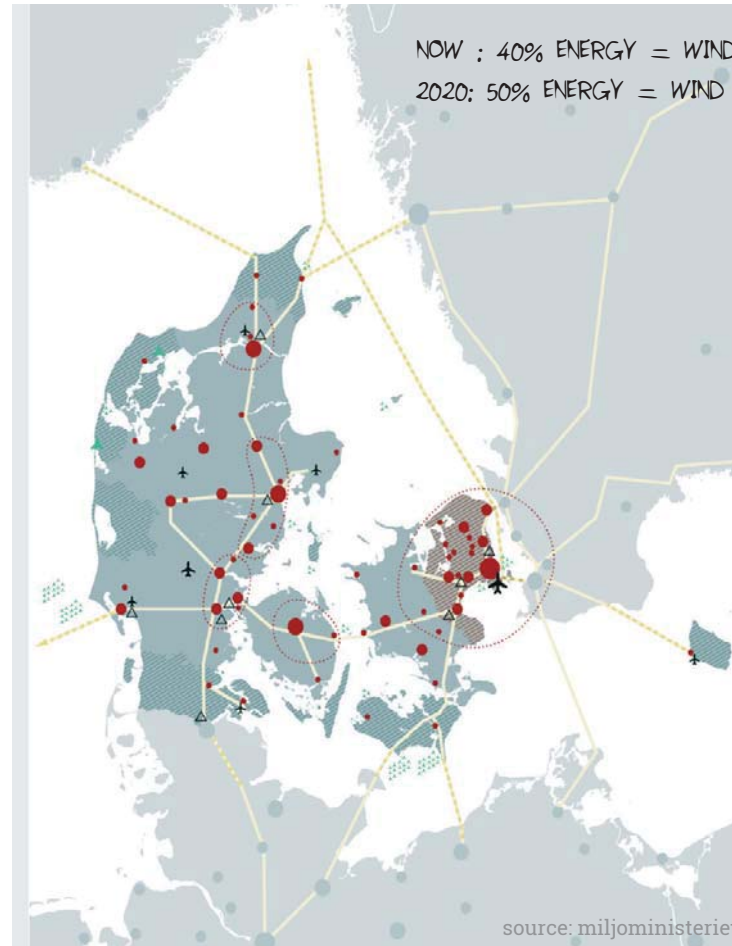 NOW : 40% ENERGY = WIND
2020: 50% ENERGY = WIND
source: miljoministeriet